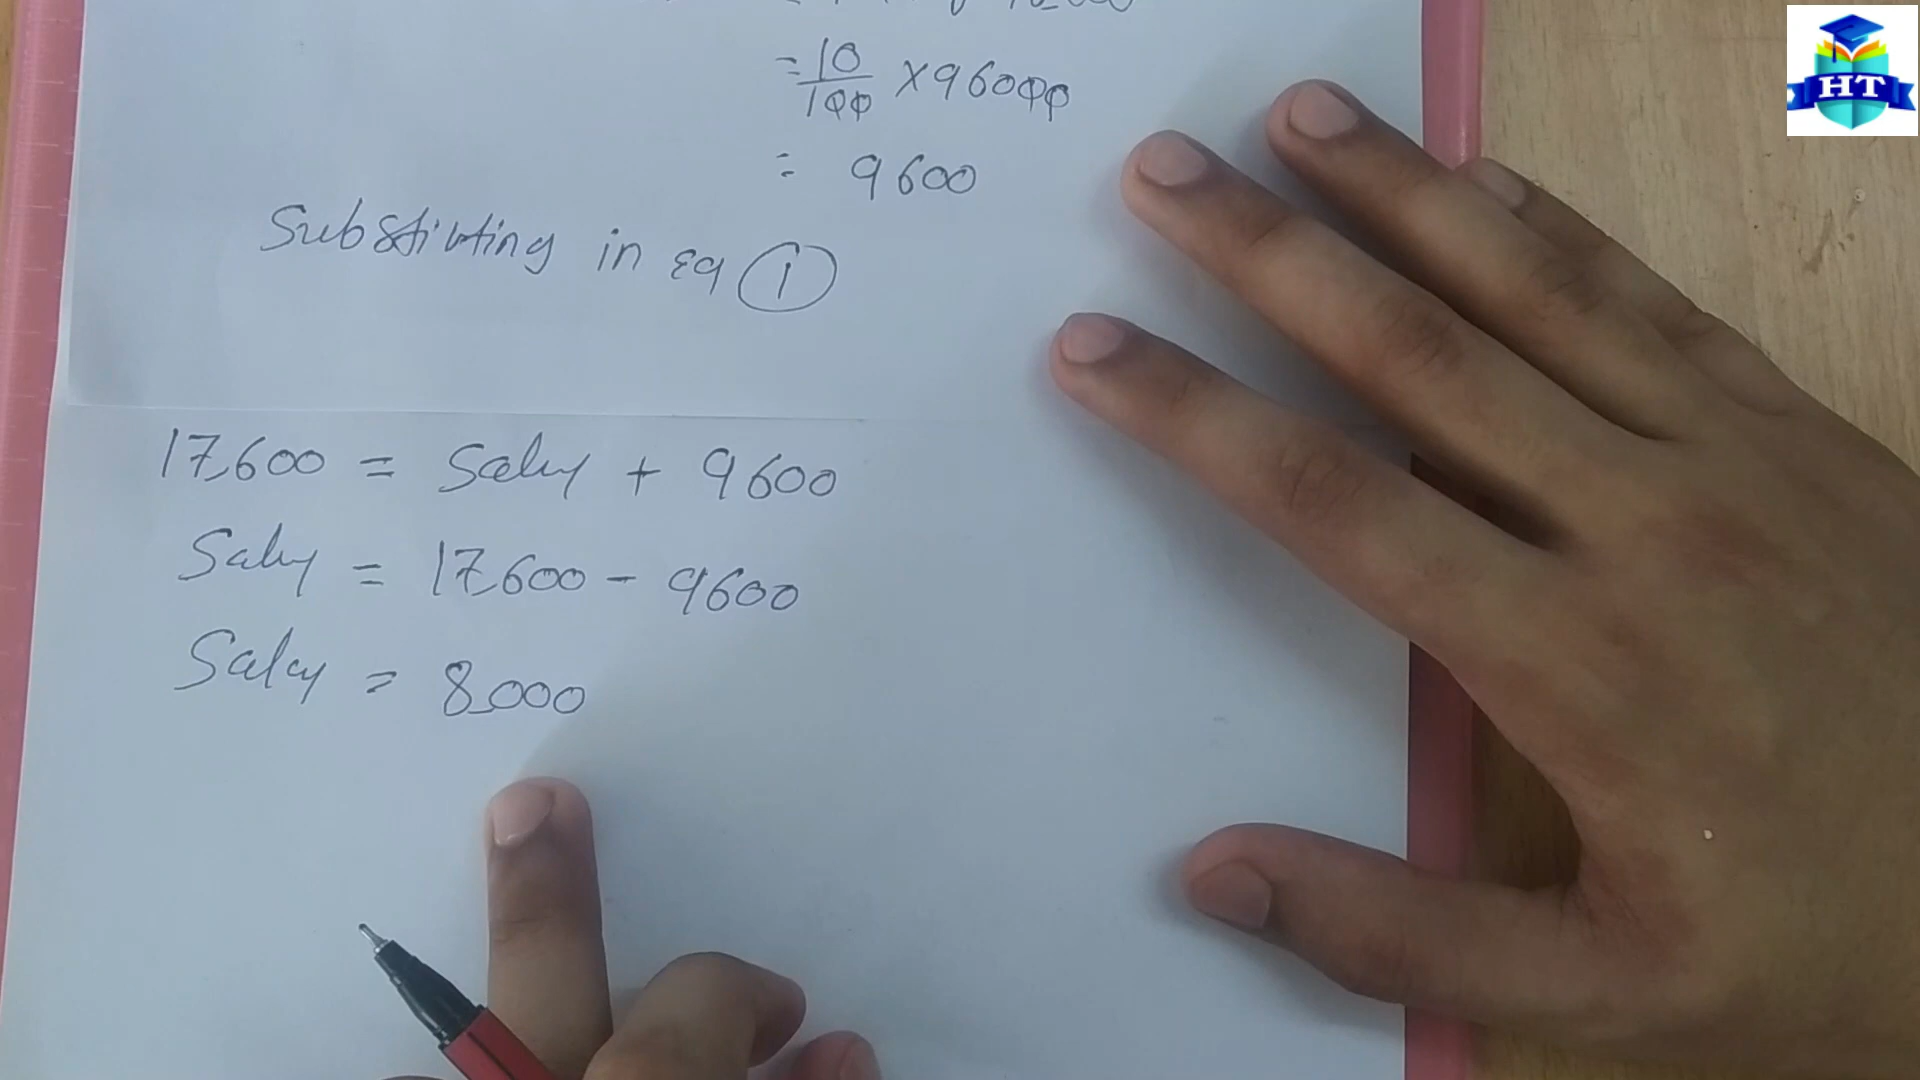 = 10/100 × 96000
= 9600
Substituting in Eq 1
17,600 = Salary + 9600
Salary = 17,600 - 9600
Salary = 8,000
HT